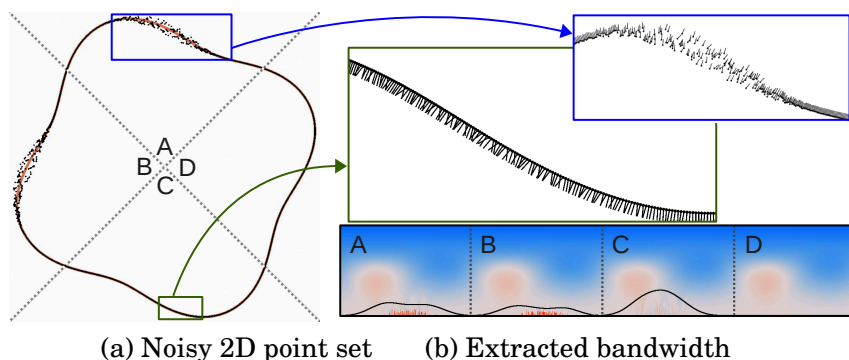 A
B D
C
A B C D
(a) Noisy 2D point set (b) Extracted bandwidth